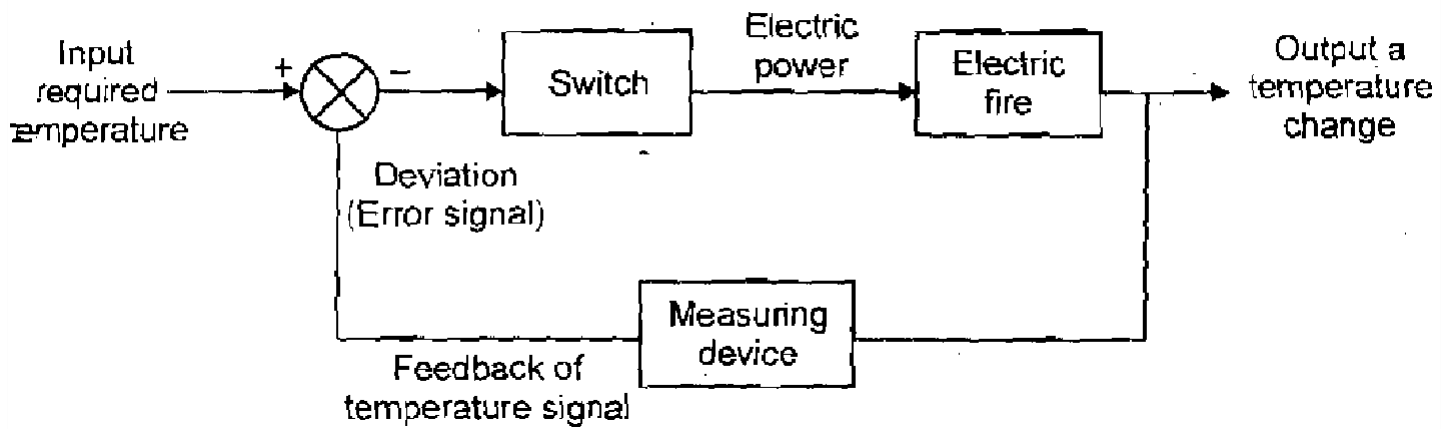 Input
required
temperature
+
−
Switch
Electric
power
Electric
fire
Output a
temperature
change
Deviation
(Error signal)
Measuring
device
Feedback of
temperature signal